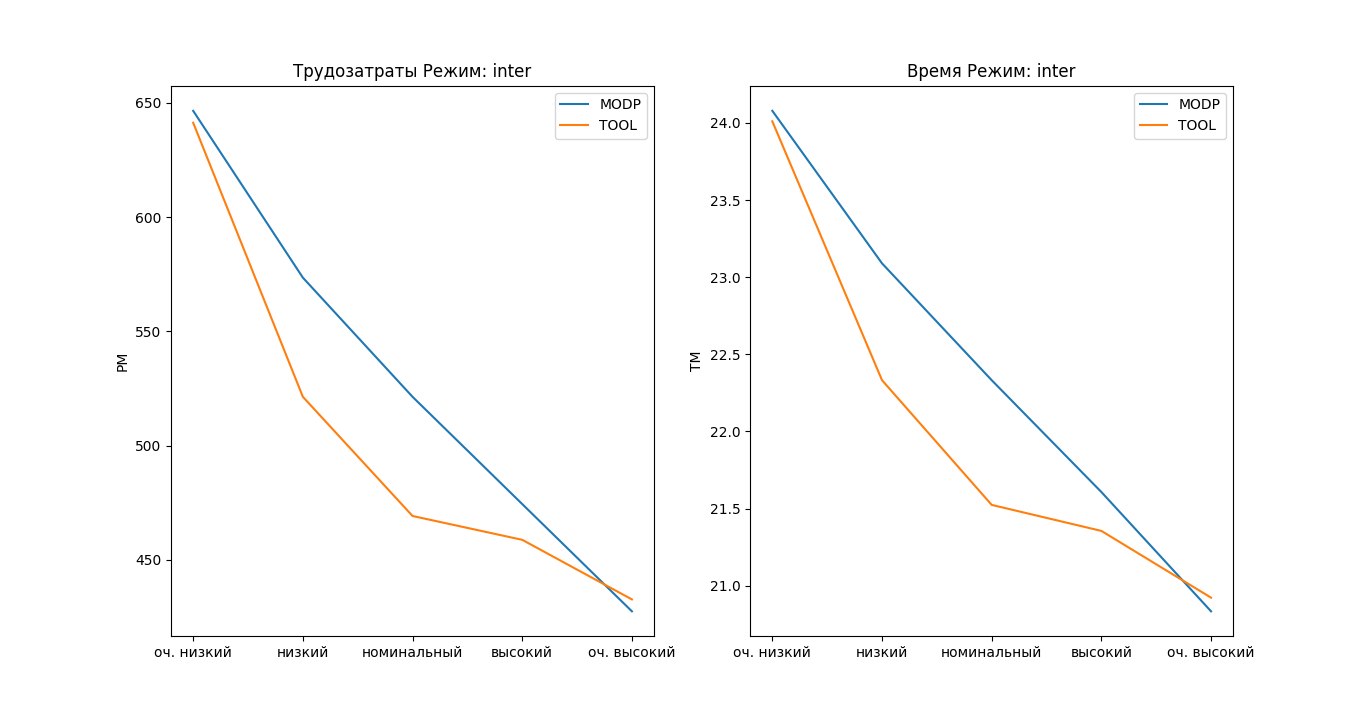 Трудозатраты Режим: inter
650
600
550
500
450
PM
MODP
TOOL
оч. низкий
низкий
номинальный
высокий
оч. высокий
Время Режим: inter
24.0
23.5
23.0
22.5
22.0
21.5
21.0
TM
MODP
TOOL
оч. низкий
низкий
номинальный
высокий
оч. высокий